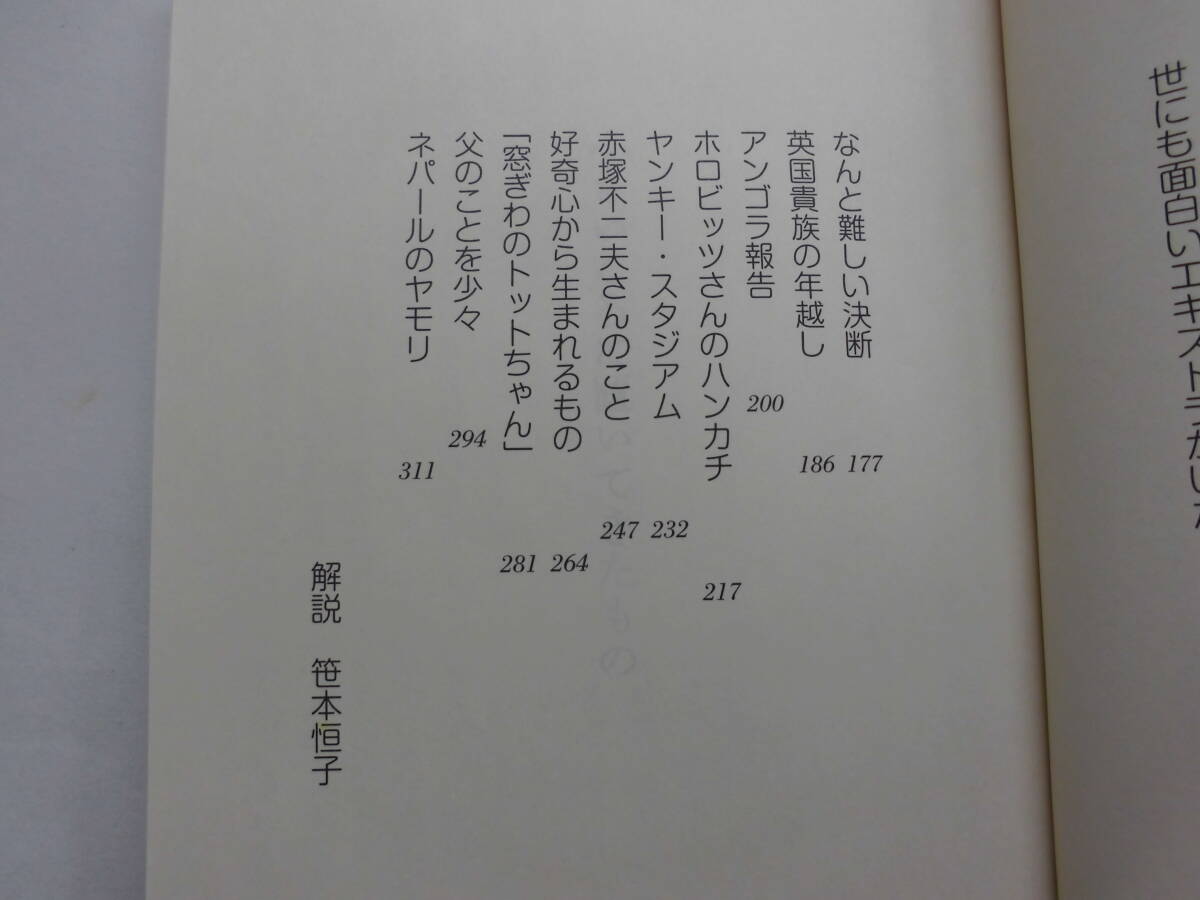 世にも面白いエキストラがい
なんと難しい決断 177
英国貴族の年越し 186
アンゴラ報告 200
ホロビッツさんのハンカチ 217
ヤンキー・スタジアム 232
赤塚不二夫さんのこと 247
好奇心から生まれるもの 264
「窓ぎわのトットちゃん」 281
父のことを少々 294
ネパールのヤモリ 311
解説 笹本恒子